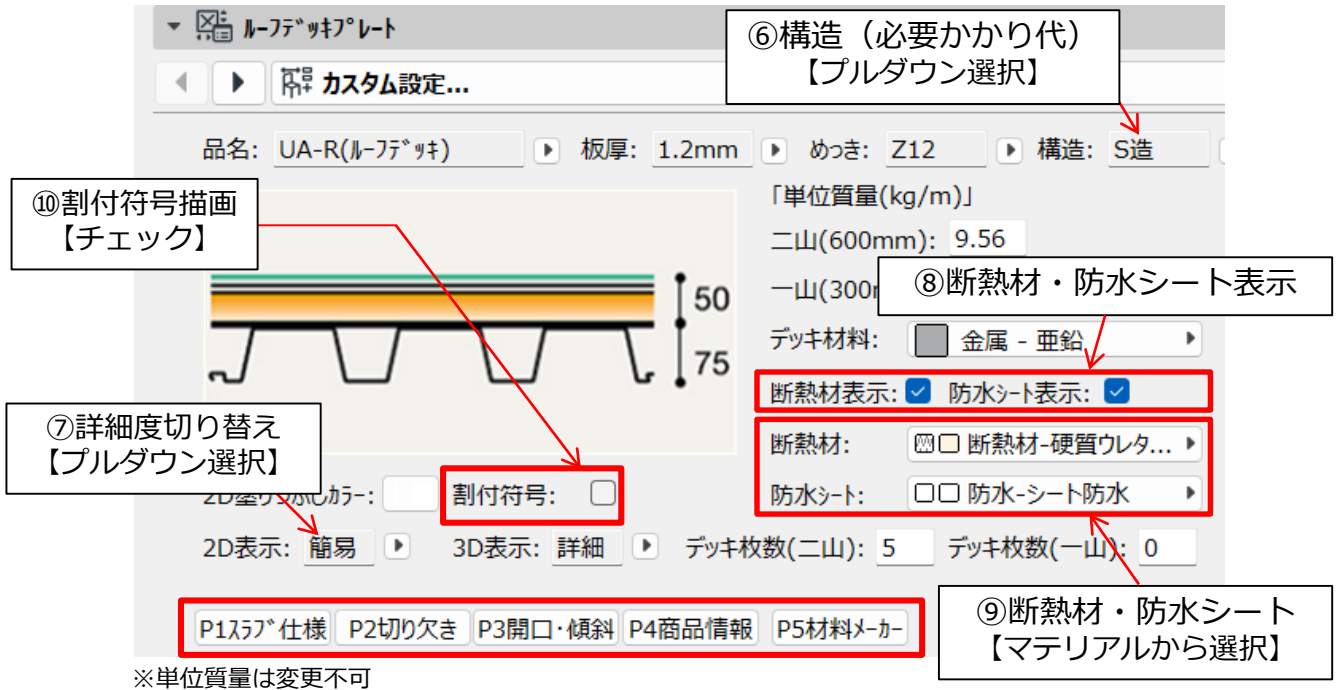 ﾙｰﾌﾃﾞｯｷﾌﾟﾚｰﾄ
⑥構造（必要かかり代）
【プルダウン選択】
カスタム設定...
品名: UA-R(ﾙｰﾌﾃﾞｯｷ) 板厚: 1.2mm めっき: Z12 構造: S造
⑩割付符号描画
【チェック】
「単位質量(kg/m)」
二山(600mm): 9.56
⑧断熱材・防水シート表示
一山(300
50
75
ﾃﾞｯｷ材料: 金属 - 亜鉛
断熱材表示: 防水ｼｰﾄ表示:
⑦詳細度切り替え
【プルダウン選択】
断熱材: 断熱材-硬質ウレタ...
2D塗りつぶしｶﾗｰ: 割付符号:
防水ｼｰﾄ: 防水-シート防水
2D表示: 簡易 3D表示: 詳細 ﾃﾞｯｷ枚数(二山): 5 ﾃﾞｯｷ枚数(一山): 0
P1ｽﾗﾌﾞ仕様 P2切り欠き P3開口･傾斜 P4商品情報 P5材料ﾒｰｶｰ
⑨断熱材・防水シート
【マテリアルから選択】
※単位質量は変更不可